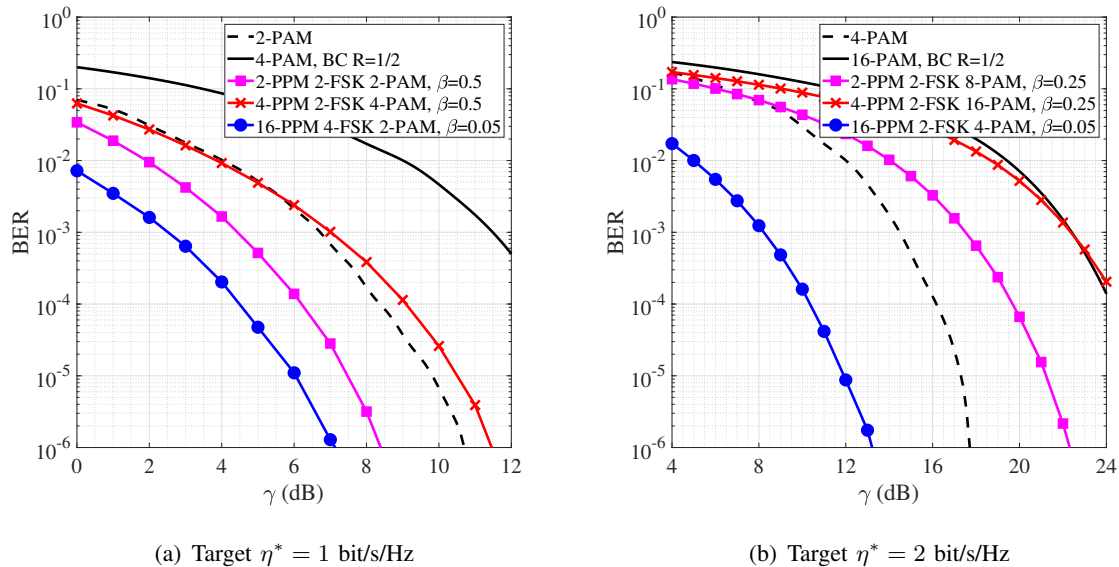 10^0
10^-1
10^-2
10^-3
10^-4
10^-5
10^-6
BER
0
2
4
6
8
10
12
γ (dB)
2-PAM
4-PAM, BC R=1/2
2-PPM 2-FSK 2-PAM, β=0.5
4-PPM 2-FSK 4-PAM, β=0.5
16-PPM 4-FSK 2-PAM, β=0.05
(a) Target η* = 1 bit/s/Hz
10^0
10^-1
10^-2
10^-3
10^-4
10^-5
10^-6
BER
4
8
12
16
20
24
γ (dB)
4-PAM
16-PAM, BC R=1/2
2-PPM 2-FSK 8-PAM, β=0.25
4-PPM 2-FSK 16-PAM, β=0.25
16-PPM 2-FSK 4-PAM, β=0.05
(b) Target η* = 2 bit/s/Hz